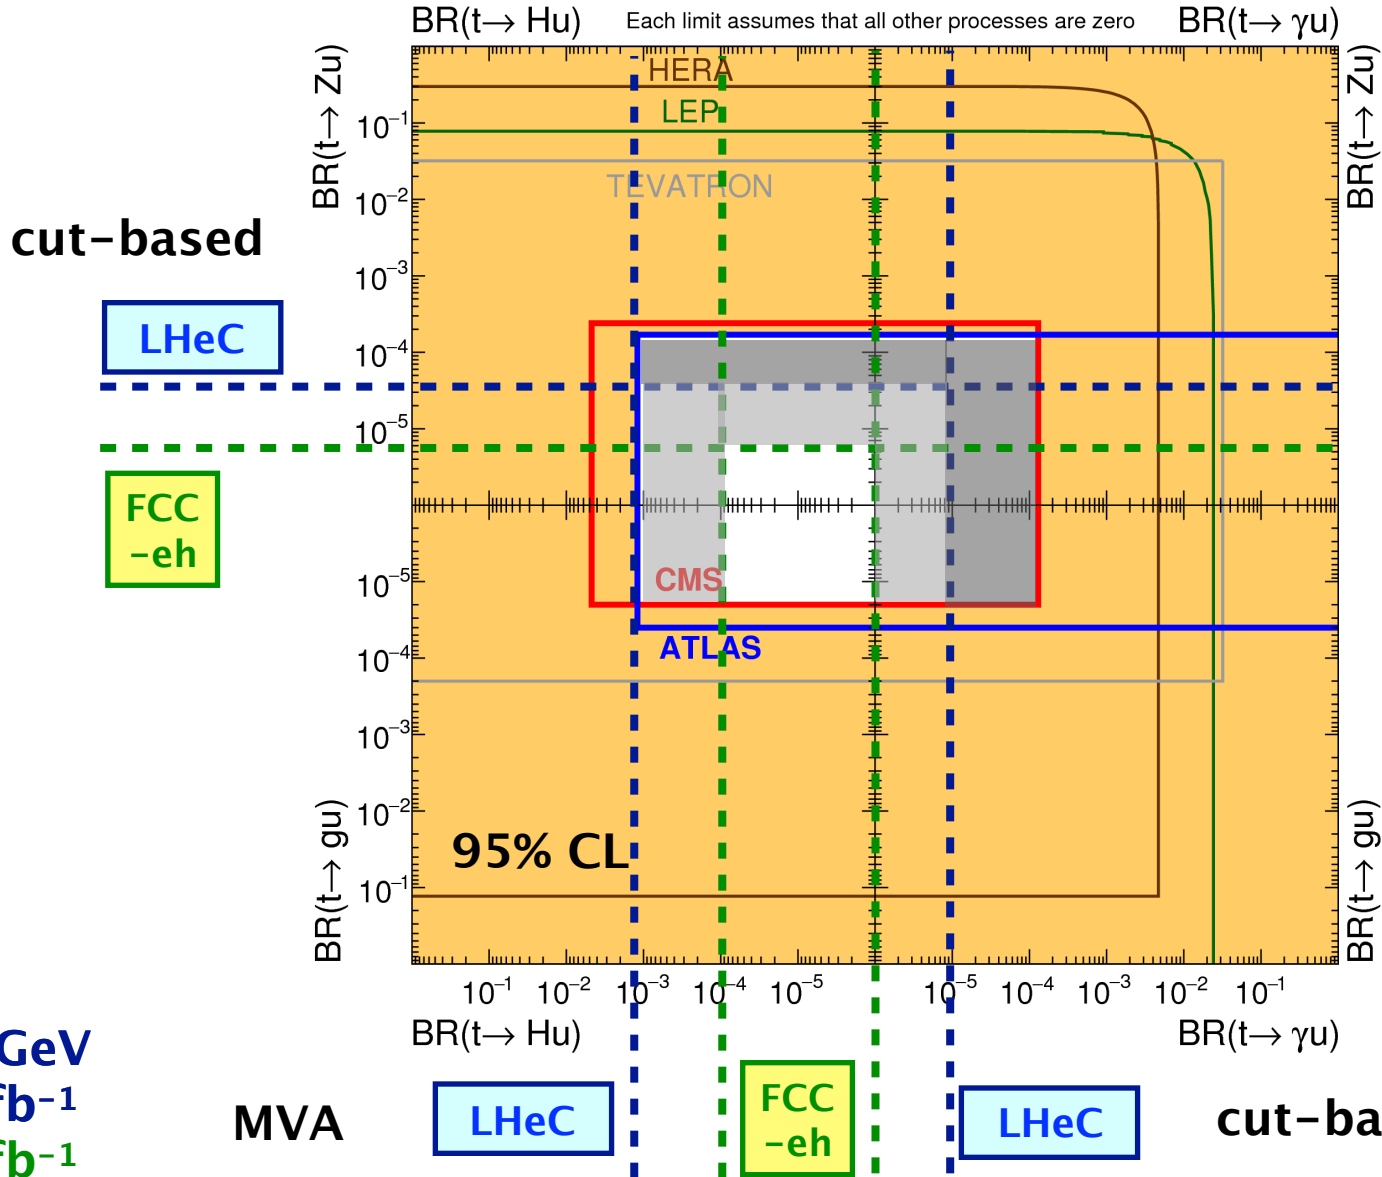 BR(t→ Hu) Each limit assumes that all other processes are zero BR(t→ γu)
BR(t→ Zu)
BR(t→ Zu)
HERA
LEP
TEVATRON
10⁻¹
10⁻²
10⁻³
10⁻⁴
10⁻⁵
cut-based
LHeC
FCC
-eh
CMS
ATLAS
10⁻⁵
10⁻⁴
10⁻³
10⁻²
10⁻¹
95% CL
BR(t→ gu)
BR(t→ gu)
10⁻¹ 10⁻² 10⁻³ 10⁻⁴ 10⁻⁵ 10⁻⁵ 10⁻⁴ 10⁻³ 10⁻² 10⁻¹
BR(t→ Hu) BR(t→ γu)
GeV
fb⁻¹
fb⁻¹
MVA
LHeC
FCC
-eh
LHeC
cut-ba